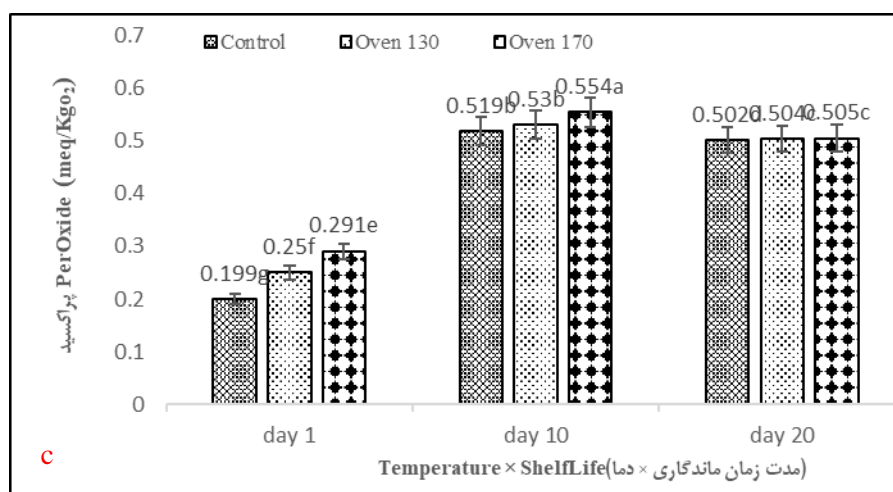 Control Oven 130 Oven 170
پراکسید PerOxide (meq/Kgo₂)
0.7
0.6
0.5
0.4
0.3
0.2
0.1
0
0.199g 0.25f 0.291e
0.519b 0.53b 0.554a
0.502d 0.504c 0.505c
day 1 day 10 day 20
c
Temperature × ShelfLife(مدت زمان ماندگاری × دما)